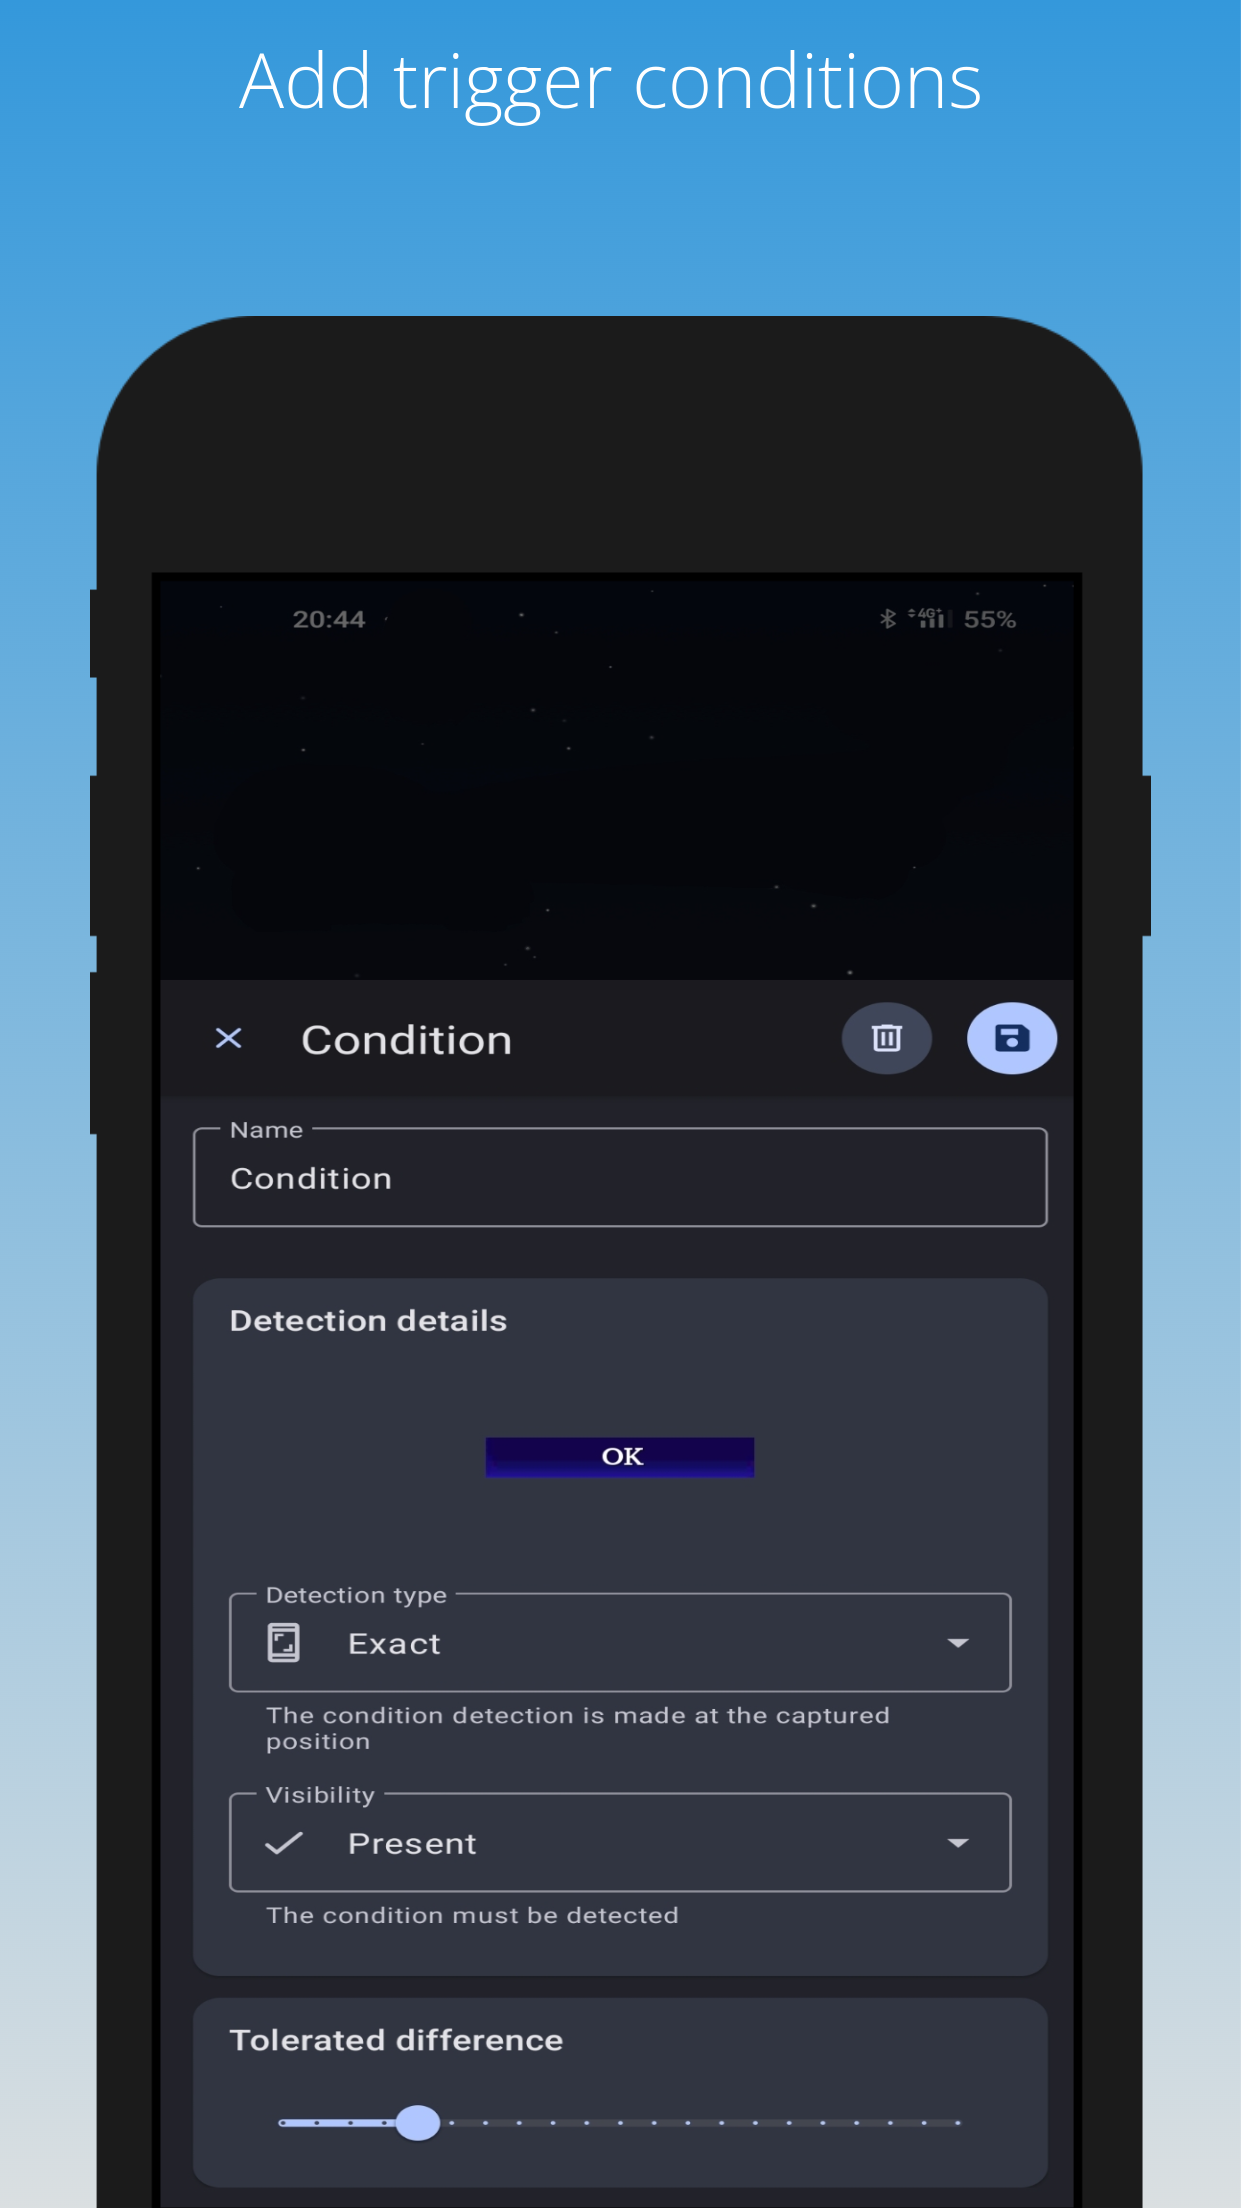 Add trigger conditions
20:44
4G+ 55%
Condition
Name
Condition
Detection details
OK
Detection type
Exact
The condition detection is made at the captured
position
Visibility
Present
The condition must be detected
Tolerated difference